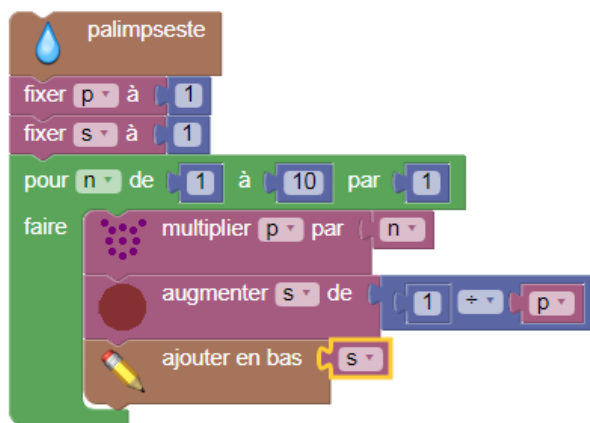 palimpseste
fixer p à 1
fixer s à 1
pour n de 1 à 10 par 1
faire multiplier p par n
augmenter s de 1 ÷ p
ajouter en bas s